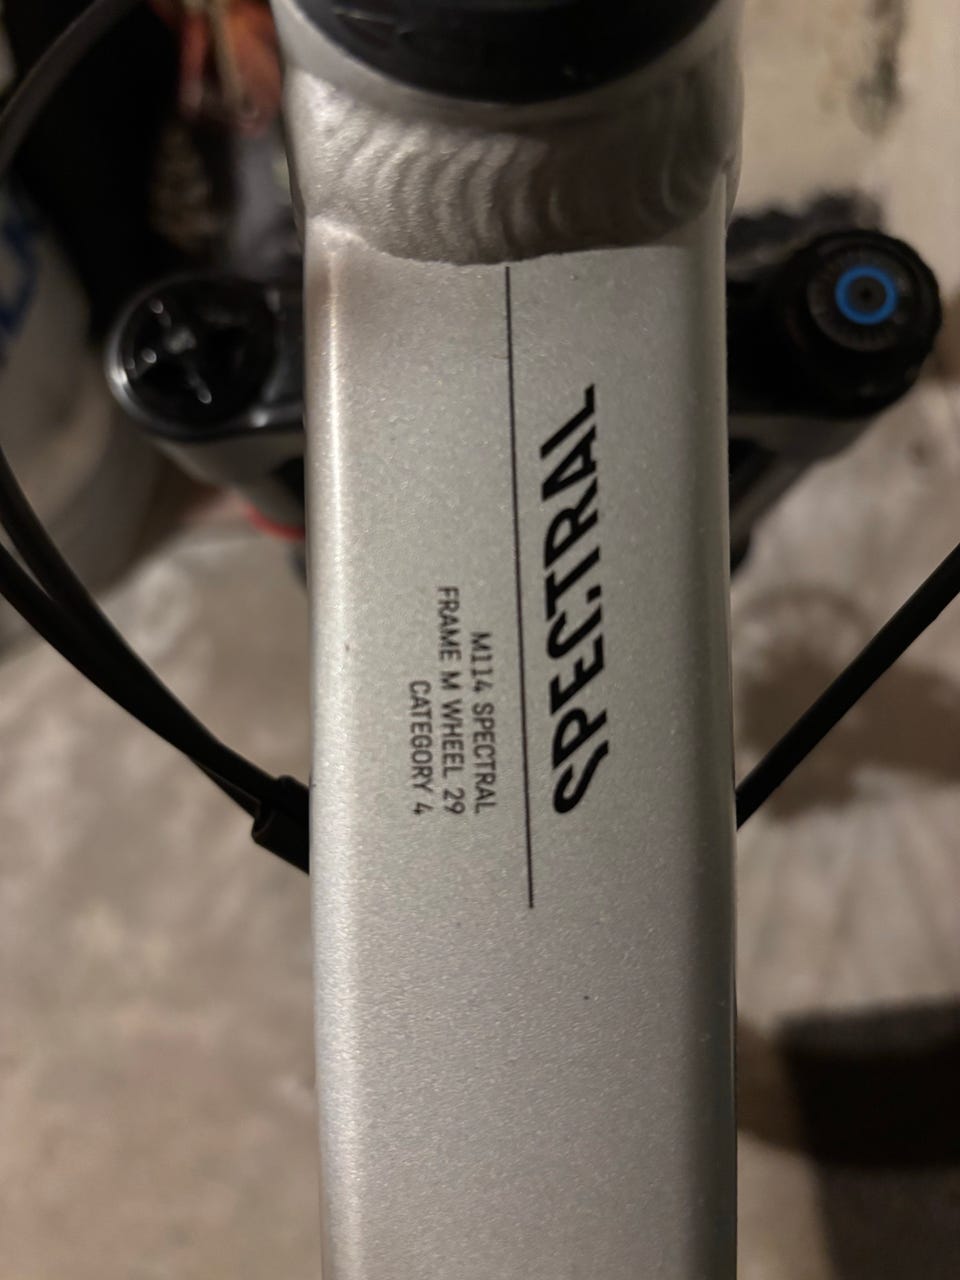 SPECTRAL
M114 SPECTRAL
FRAME M WHEEL 29
CATEGORY 4